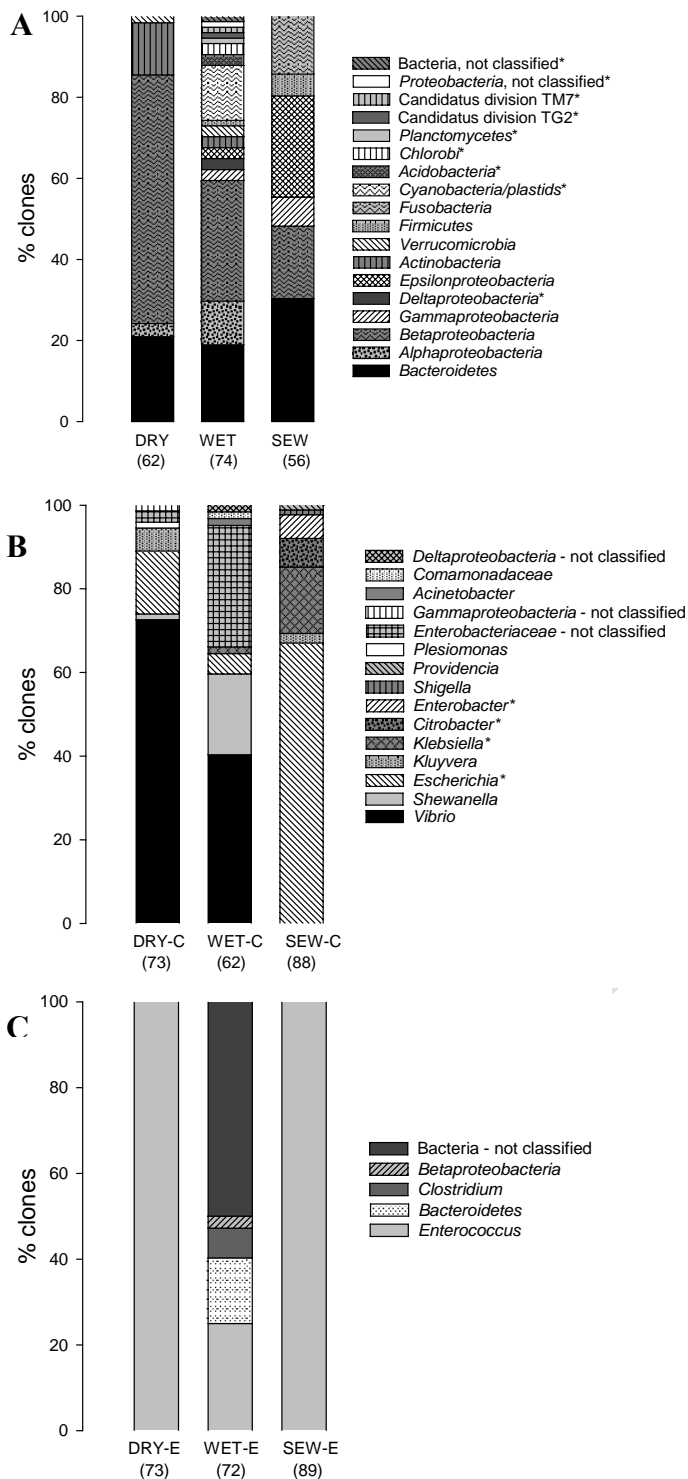 A
100
80
60
40
20
0
% clones
DRY WET SEW
(62) (74) (56)
Bacteria, not classified*
Proteobacteria, not classified*
Candidatus division TM7*
Candidatus division TG2*
Planctomycetes*
Chlorobi*
Acidobacteria*
Cyanobacteria/plastids*
Fusobacteria
Firmicutes
Verrucomicrobia
Actinobacteria
Epsilonproteobacteria
Deltaproteobacteria*
Gammaproteobacteria
Betaproteobacteria
Alphaproteobacteria
Bacteroidetes
B
100
80
60
40
20
0
% clones
DRY-C WET-C SEW-C
(73) (62) (88)
Deltaproteobacteria - not classified
Comamonadaceae
Acinetobacter
Gammaproteobacteria - not classified
Enterobacteriaceae - not classified
Plesiomonas
Providencia
Shigella
Enterobacter*
Citrobacter*
Klebsiella*
Kluyvera
Escherichia*
Shewanella
Vibrio
C
100
80
60
40
20
0
% clones
DRY-E WET-E SEW-E
(73) (72) (89)
Bacteria - not classified
Betaproteobacteria
Clostridium
Bacteroidetes
Enterococcus